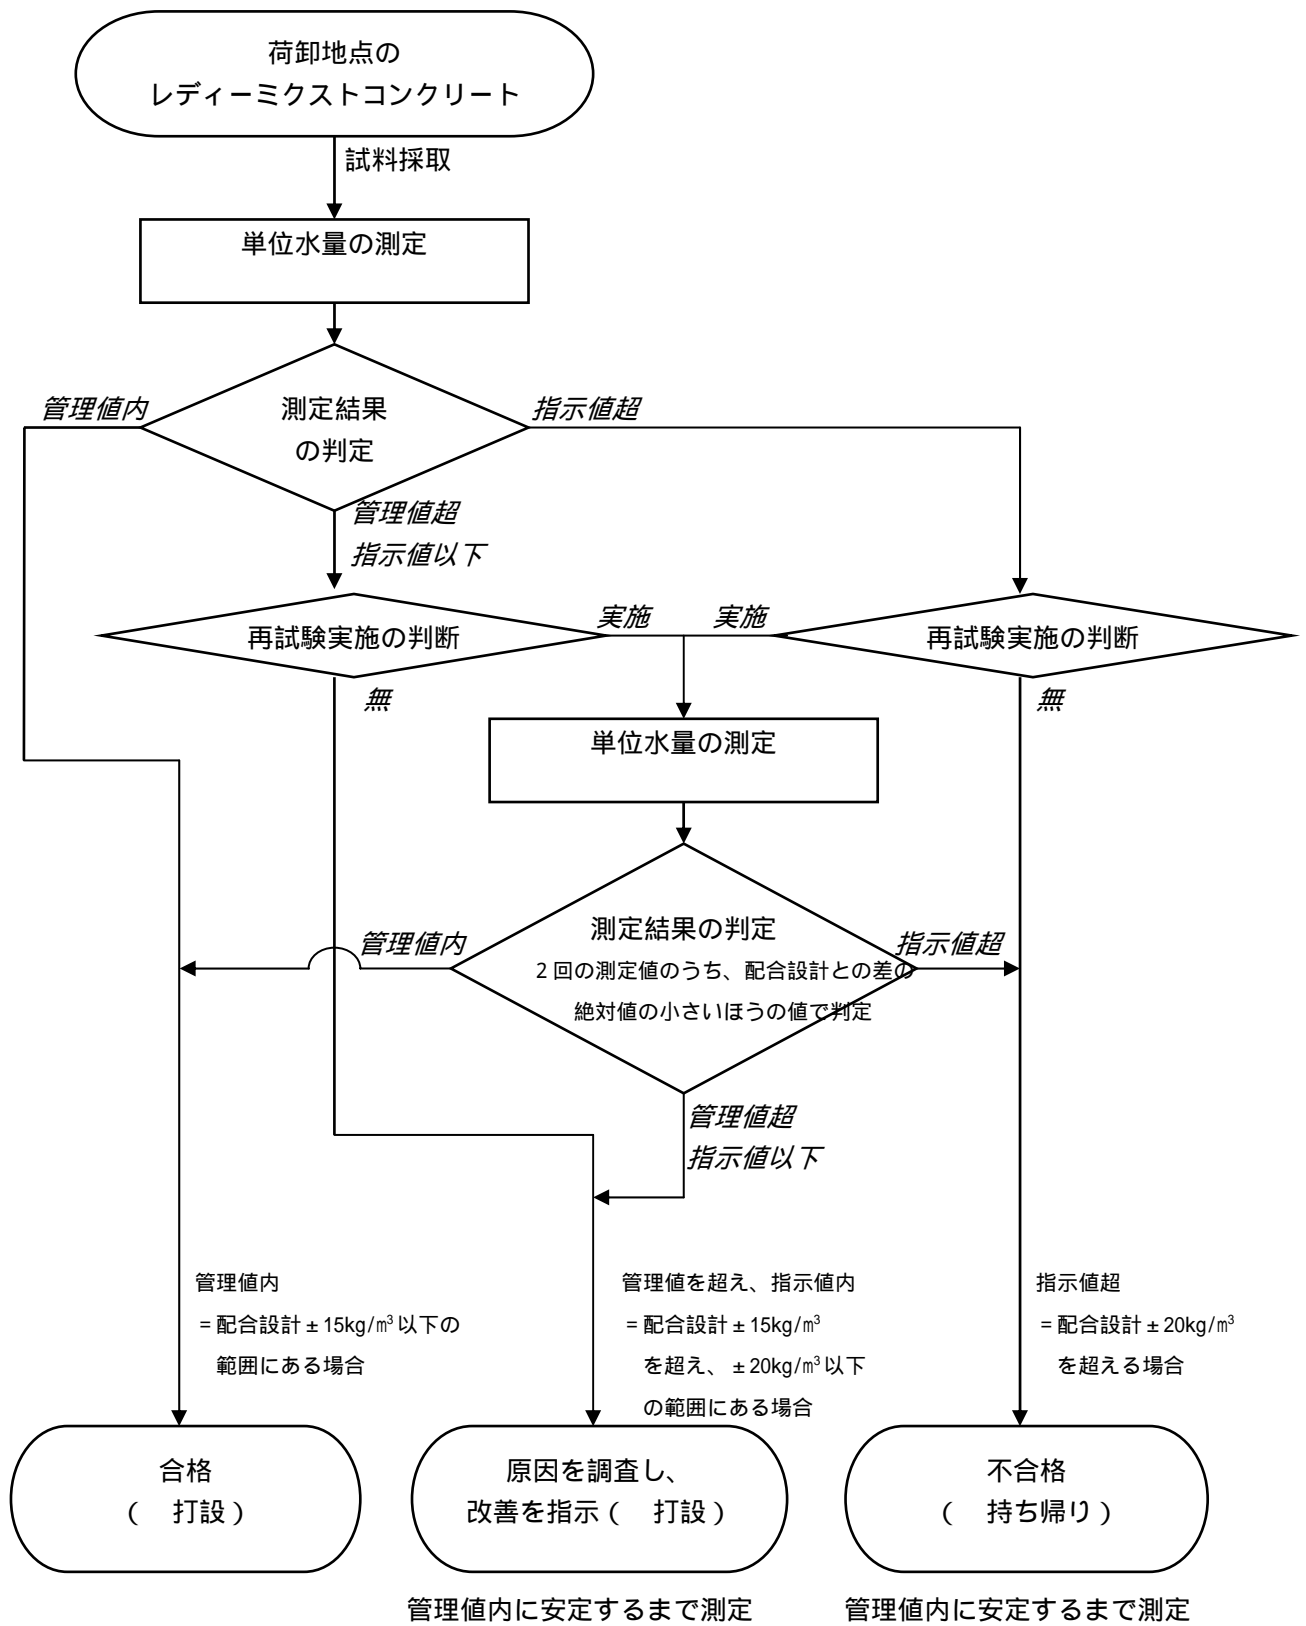 荷卸地点の
レディーミクストコンクリート
試料採取
単位水量の測定
管理値内
測定結果
の判定
指示値超
管理値超
指示値以下
再試験実施の判断
実施
実施
再試験実施の判断
無
無
単位水量の測定
管理値内
測定結果の判定
2回の測定値のうち、配合設計との差の
絶対値の小さいほうの値で判定
指示値超
管理値超
指示値以下
管理値内
=配合設計±15kg/m³以下の
範囲にある場合
管理値を超え、指示値内
=配合設計±15kg/m³
を超え、±20kg/m³以下
の範囲にある場合
指示値超
=配合設計±20kg/m³
を超える場合
合格
(　打設)
原因を調査し、
改善を指示(　打設)
不合格
(　持ち帰り)
管理値内に安定するまで測定
管理値内に安定するまで測定